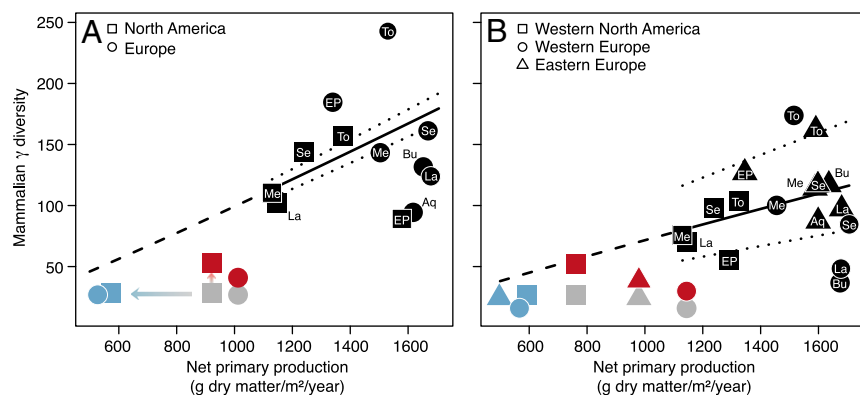 A
North America
Europe
Mammalian γ diversity
250
200
150
100
50
To
EP
To
Se
Me
Se
Bu
La
Me
La
Aq
EP
600
800
1000
1200
1400
1600
Net primary production
(g dry matter/m²/year)
B
Western North America
Western Europe
Eastern Europe
To
To
EP
Me
Se
Bu
To
Se
Me
La
Aq
Se
Me
La
EP
La
Bu
600
800
1000
1200
1400
1600
Net primary production
(g dry matter/m²/year)